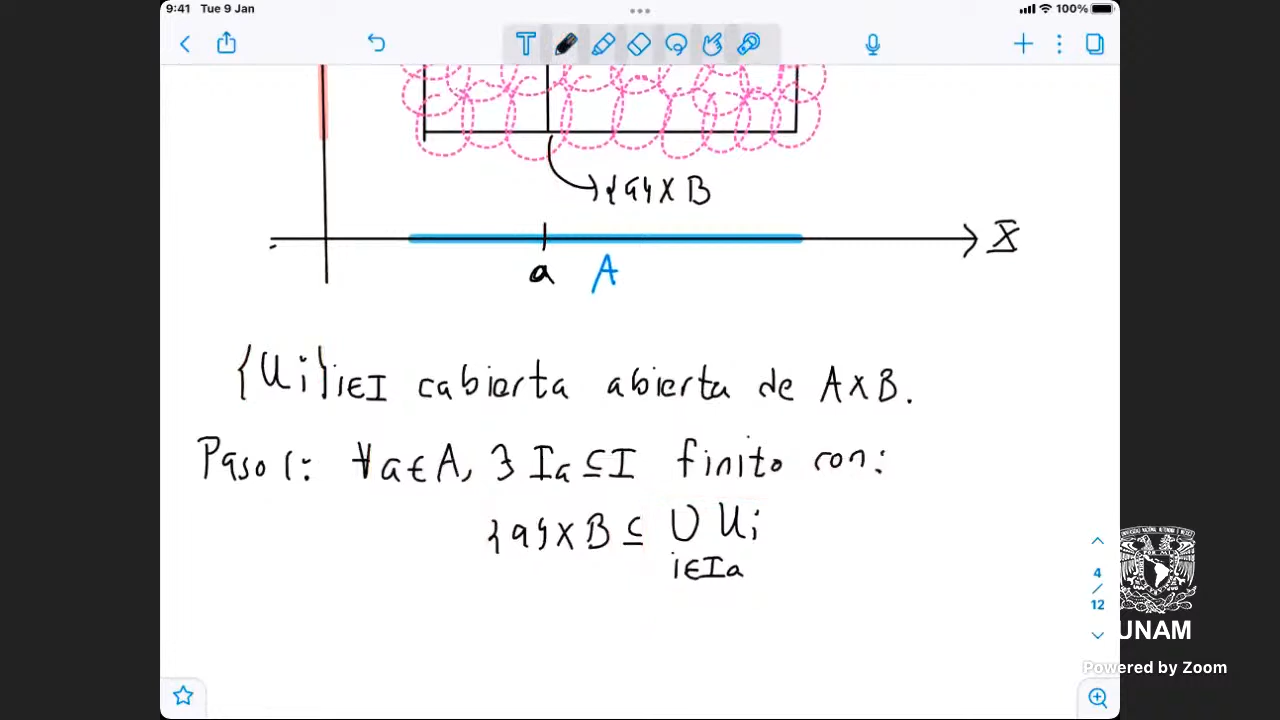 9:41 Tue 9 Jan
100%
{a}×B
X
a
A
{Ui}i∈I cabierta abierta de A×B.
Paso 1: ∀a∈A, ∃ Ia⊆I finito con:
{a}×B ⊆ ∪ Ui
i∈Ia
4
/
12
UNAM
Powered by Zoom